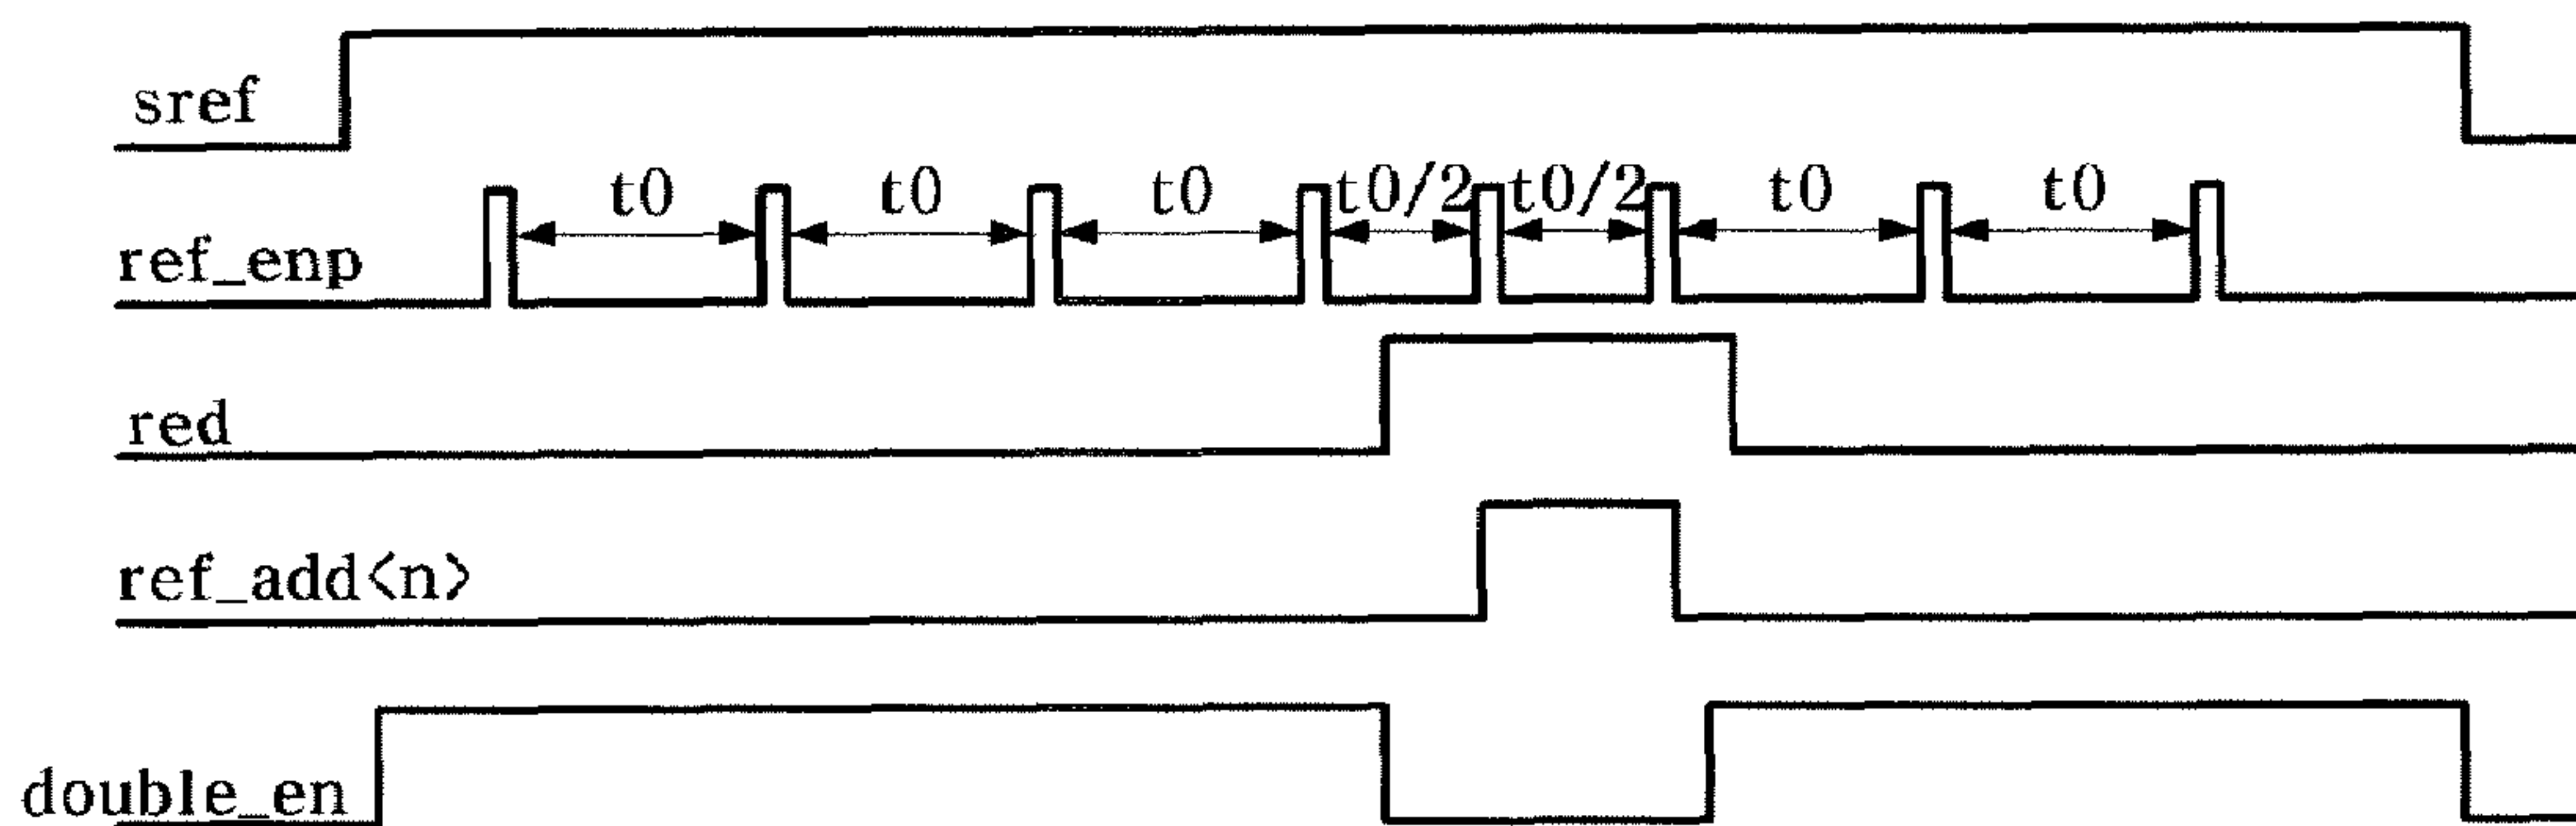 sref
t0 t0 t0 t0/2 t0/2 t0 t0
ref_enp
red
ref_add<n>
double_en